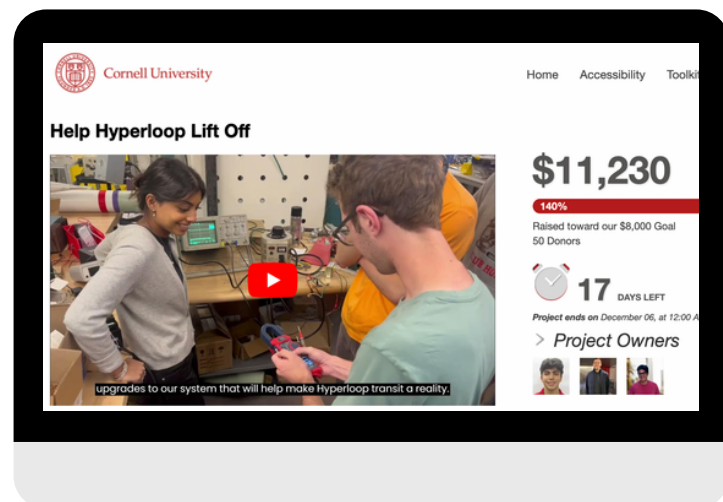 Cornell University
Home Accessibility
Help Hyperloop Lift Off
$11,230
140%
Raised toward our $8,000 Goal
50 Donors
17 DAYS LEFT
Project ends on December 06, at 12:00 A
> Project Owners
upgrades to our system that will help make Hyperloop transit a reality.